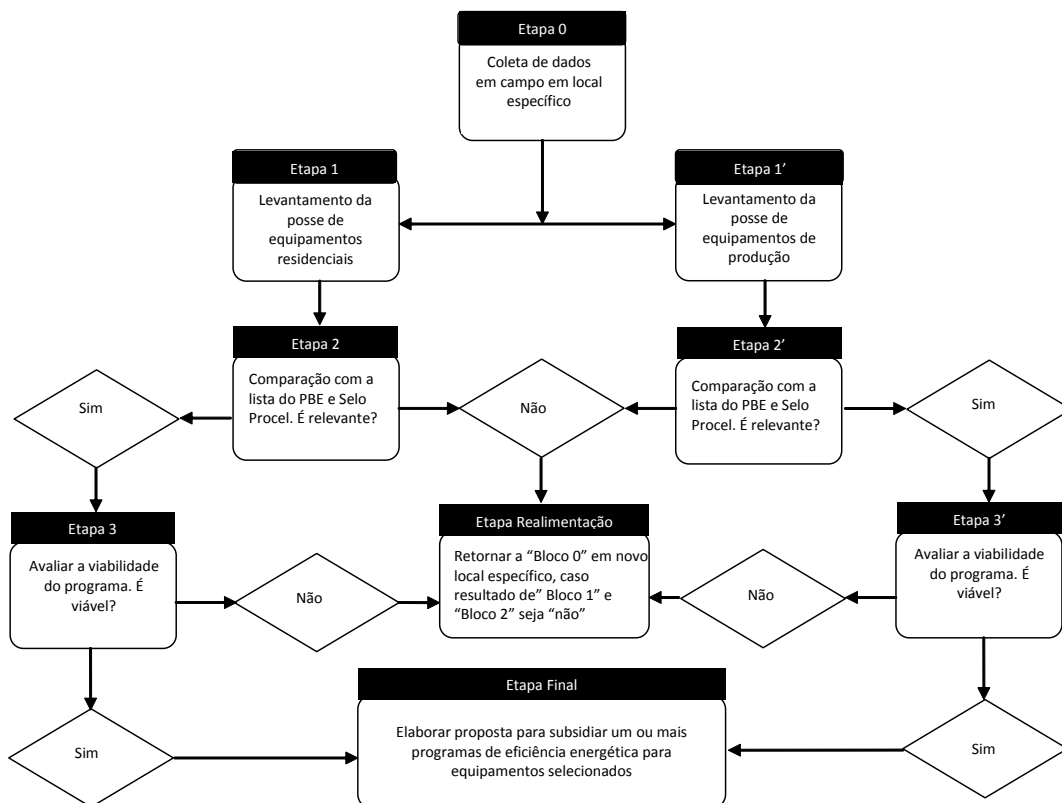 Etapa 0
Coleta de dados
em campo em local
específico
Etapa 1
Levantamento da
posse de
equipamentos
residenciais
Etapa 1’
Levantamento da
posse de
equipamentos de
produção
Etapa 2
Comparação com a
lista do PBE e Selo
Procel. É relevante?
Etapa 2’
Comparação com a
lista do PBE e Selo
Procel. É relevante?
Sim
Não
Sim
Etapa 3
Avaliar a viabilidade
do programa. É
viável?
Etapa Realimentação
Retornar a “Bloco 0” em novo
local específico, caso
resultado de” Bloco 1” e
“Bloco 2” seja “não”
Etapa 3’
Avaliar a viabilidade
do programa. É
viável?
Não
Não
Sim
Etapa Final
Elaborar proposta para subsidiar um ou mais
programas de eficiência energética para
equipamentos selecionados
Sim